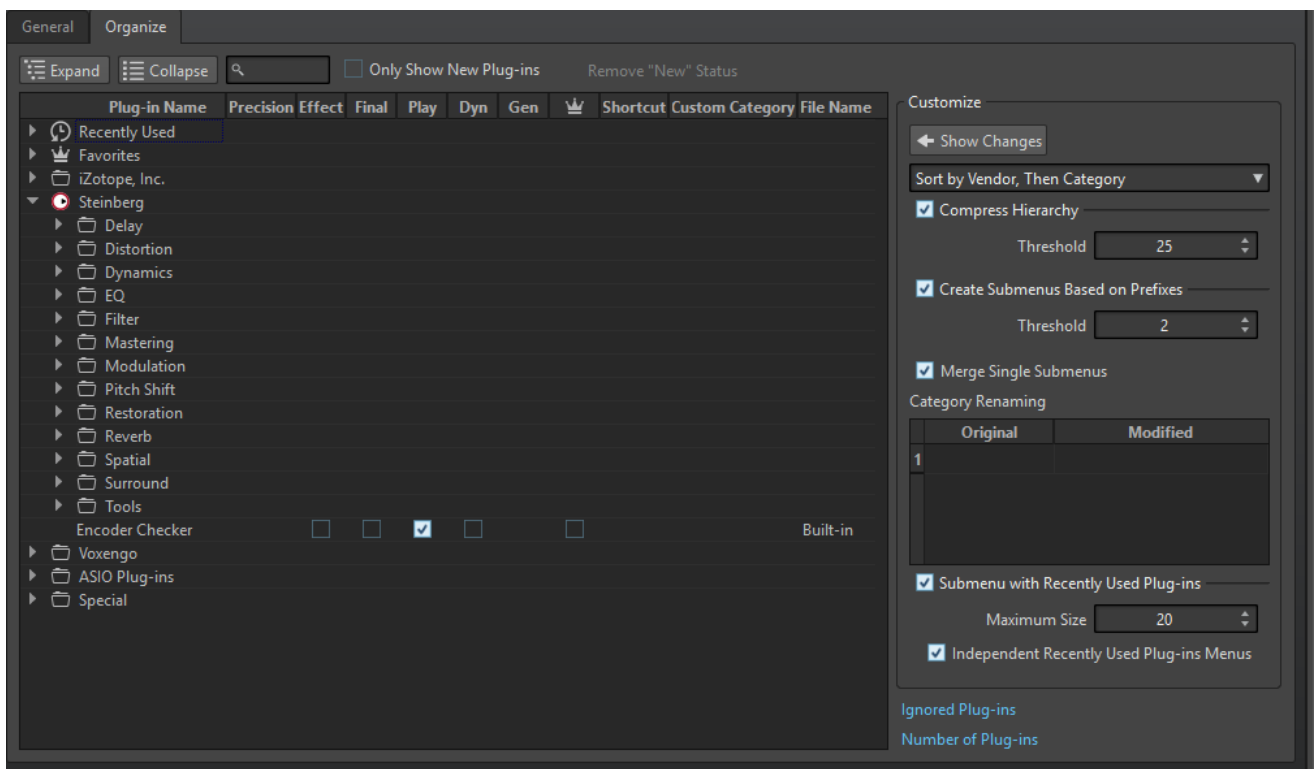 General Organize
Expand Collapse Only Show New Plug-ins Remove "New" Status
Plug-in Name Precision Effect Final Play Dyn Gen Shortcut Custom Category File Name
Recently Used
Favorites
iZotope, Inc.
Steinberg
Delay
Distortion
Dynamics
EQ
Filter
Mastering
Modulation
Pitch Shift
Restoration
Reverb
Spatial
Surround
Tools
Encoder Checker Built-in
Voxengo
ASIO Plug-ins
Special
Customize
Show Changes
Sort by Vendor, Then Category
Compress Hierarchy
Threshold 25
Create Submenus Based on Prefixes
Threshold 2
Merge Single Submenus
Category Renaming
Original Modified
1
Submenu with Recently Used Plug-ins
Maximum Size 20
Independent Recently Used Plug-ins Menus
Ignored Plug-ins
Number of Plug-ins